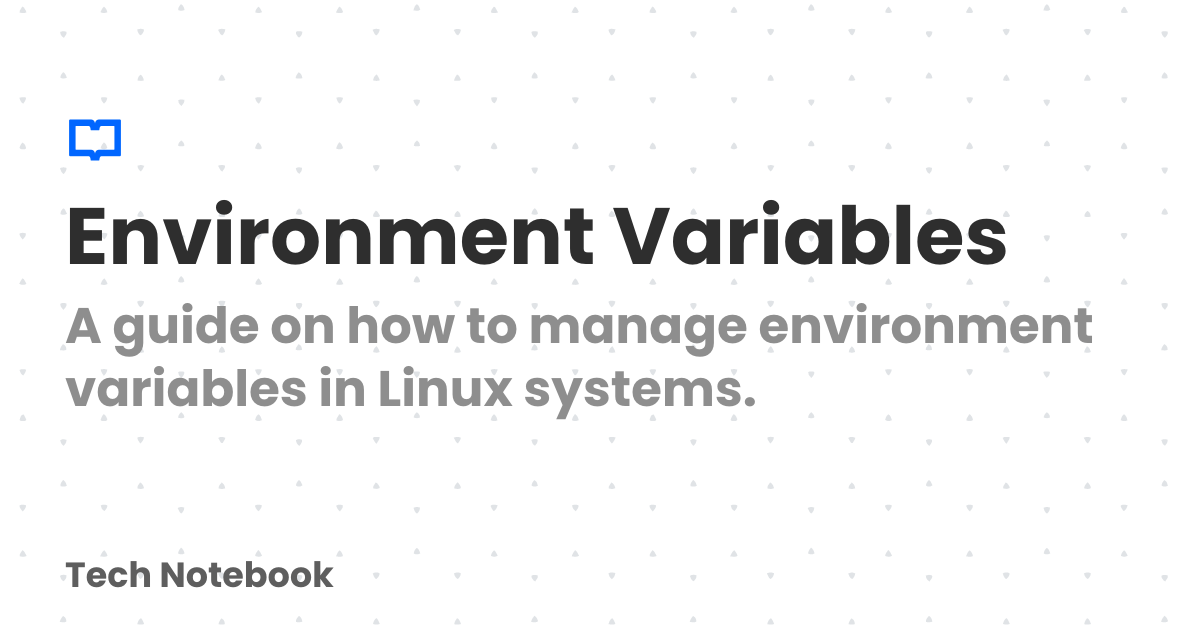 Environment Variables
A guide on how to manage environment
variables in Linux systems.
Tech Notebook